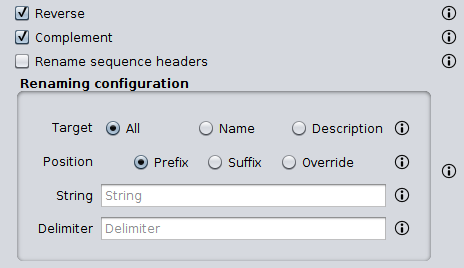 Reverse
Complement
Rename sequence headers
Renaming configuration
Target All Name Description
Position Prefix Suffix Override
String String
Delimiter Delimiter